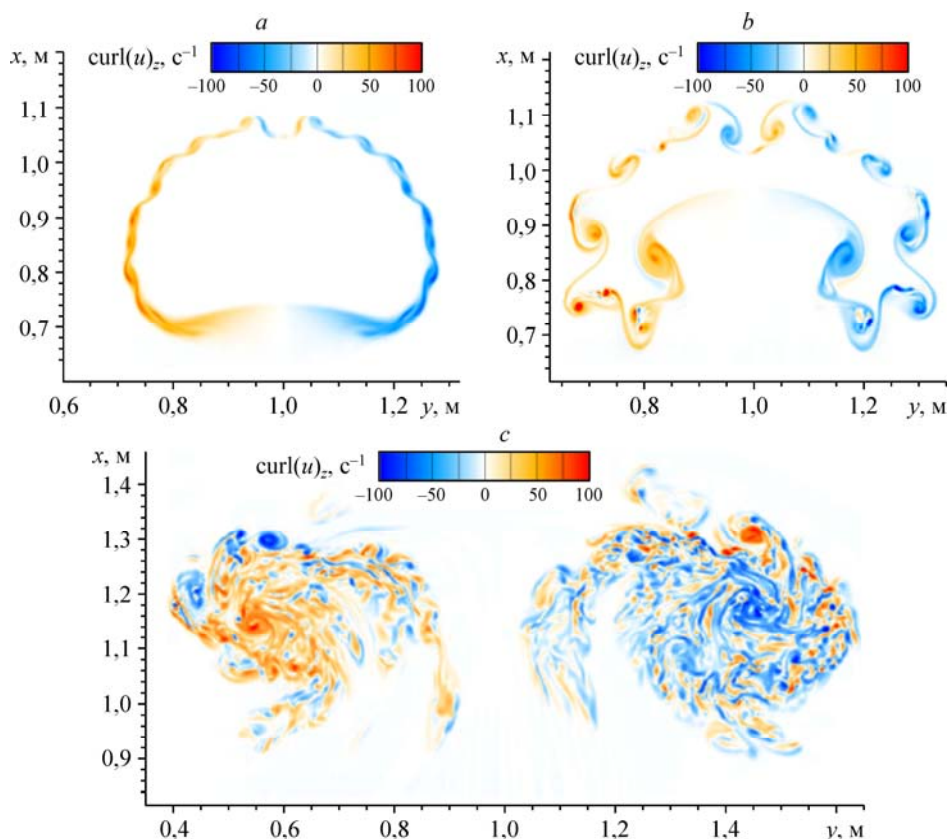 a
b
x, м
curl(u)z, с⁻¹
–100 –50 0 50 100
1,1
1,0
0,9
0,8
0,7
0,6 0,8 1,0 1,2 y, м
x, м
curl(u)z, с⁻¹
–100 –50 0 50 100
1,1
1,0
0,9
0,8
0,7
0,8 1,0 1,2 y, м
c
x, м
curl(u)z, с⁻¹
–100 –50 0 50 100
1,4
1,3
1,2
1,1
1,0
0,9
0,4 0,6 0,8 1,0 1,2 1,4 y, м